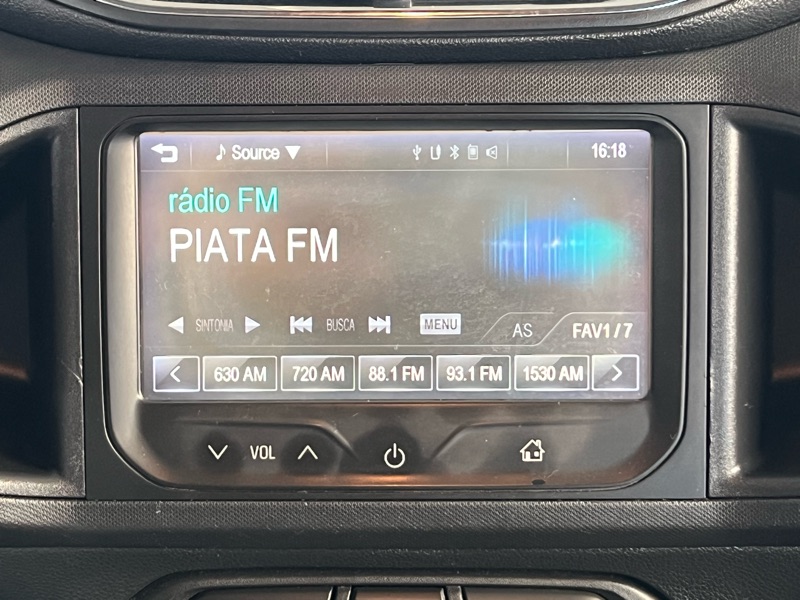 Source 16:18
rádio FM
PIATA FM
SINTONIA BUSCA MENU AS FAV1/7
630 AM 720 AM 88.1 FM 93.1 FM 1530 AM
VOL